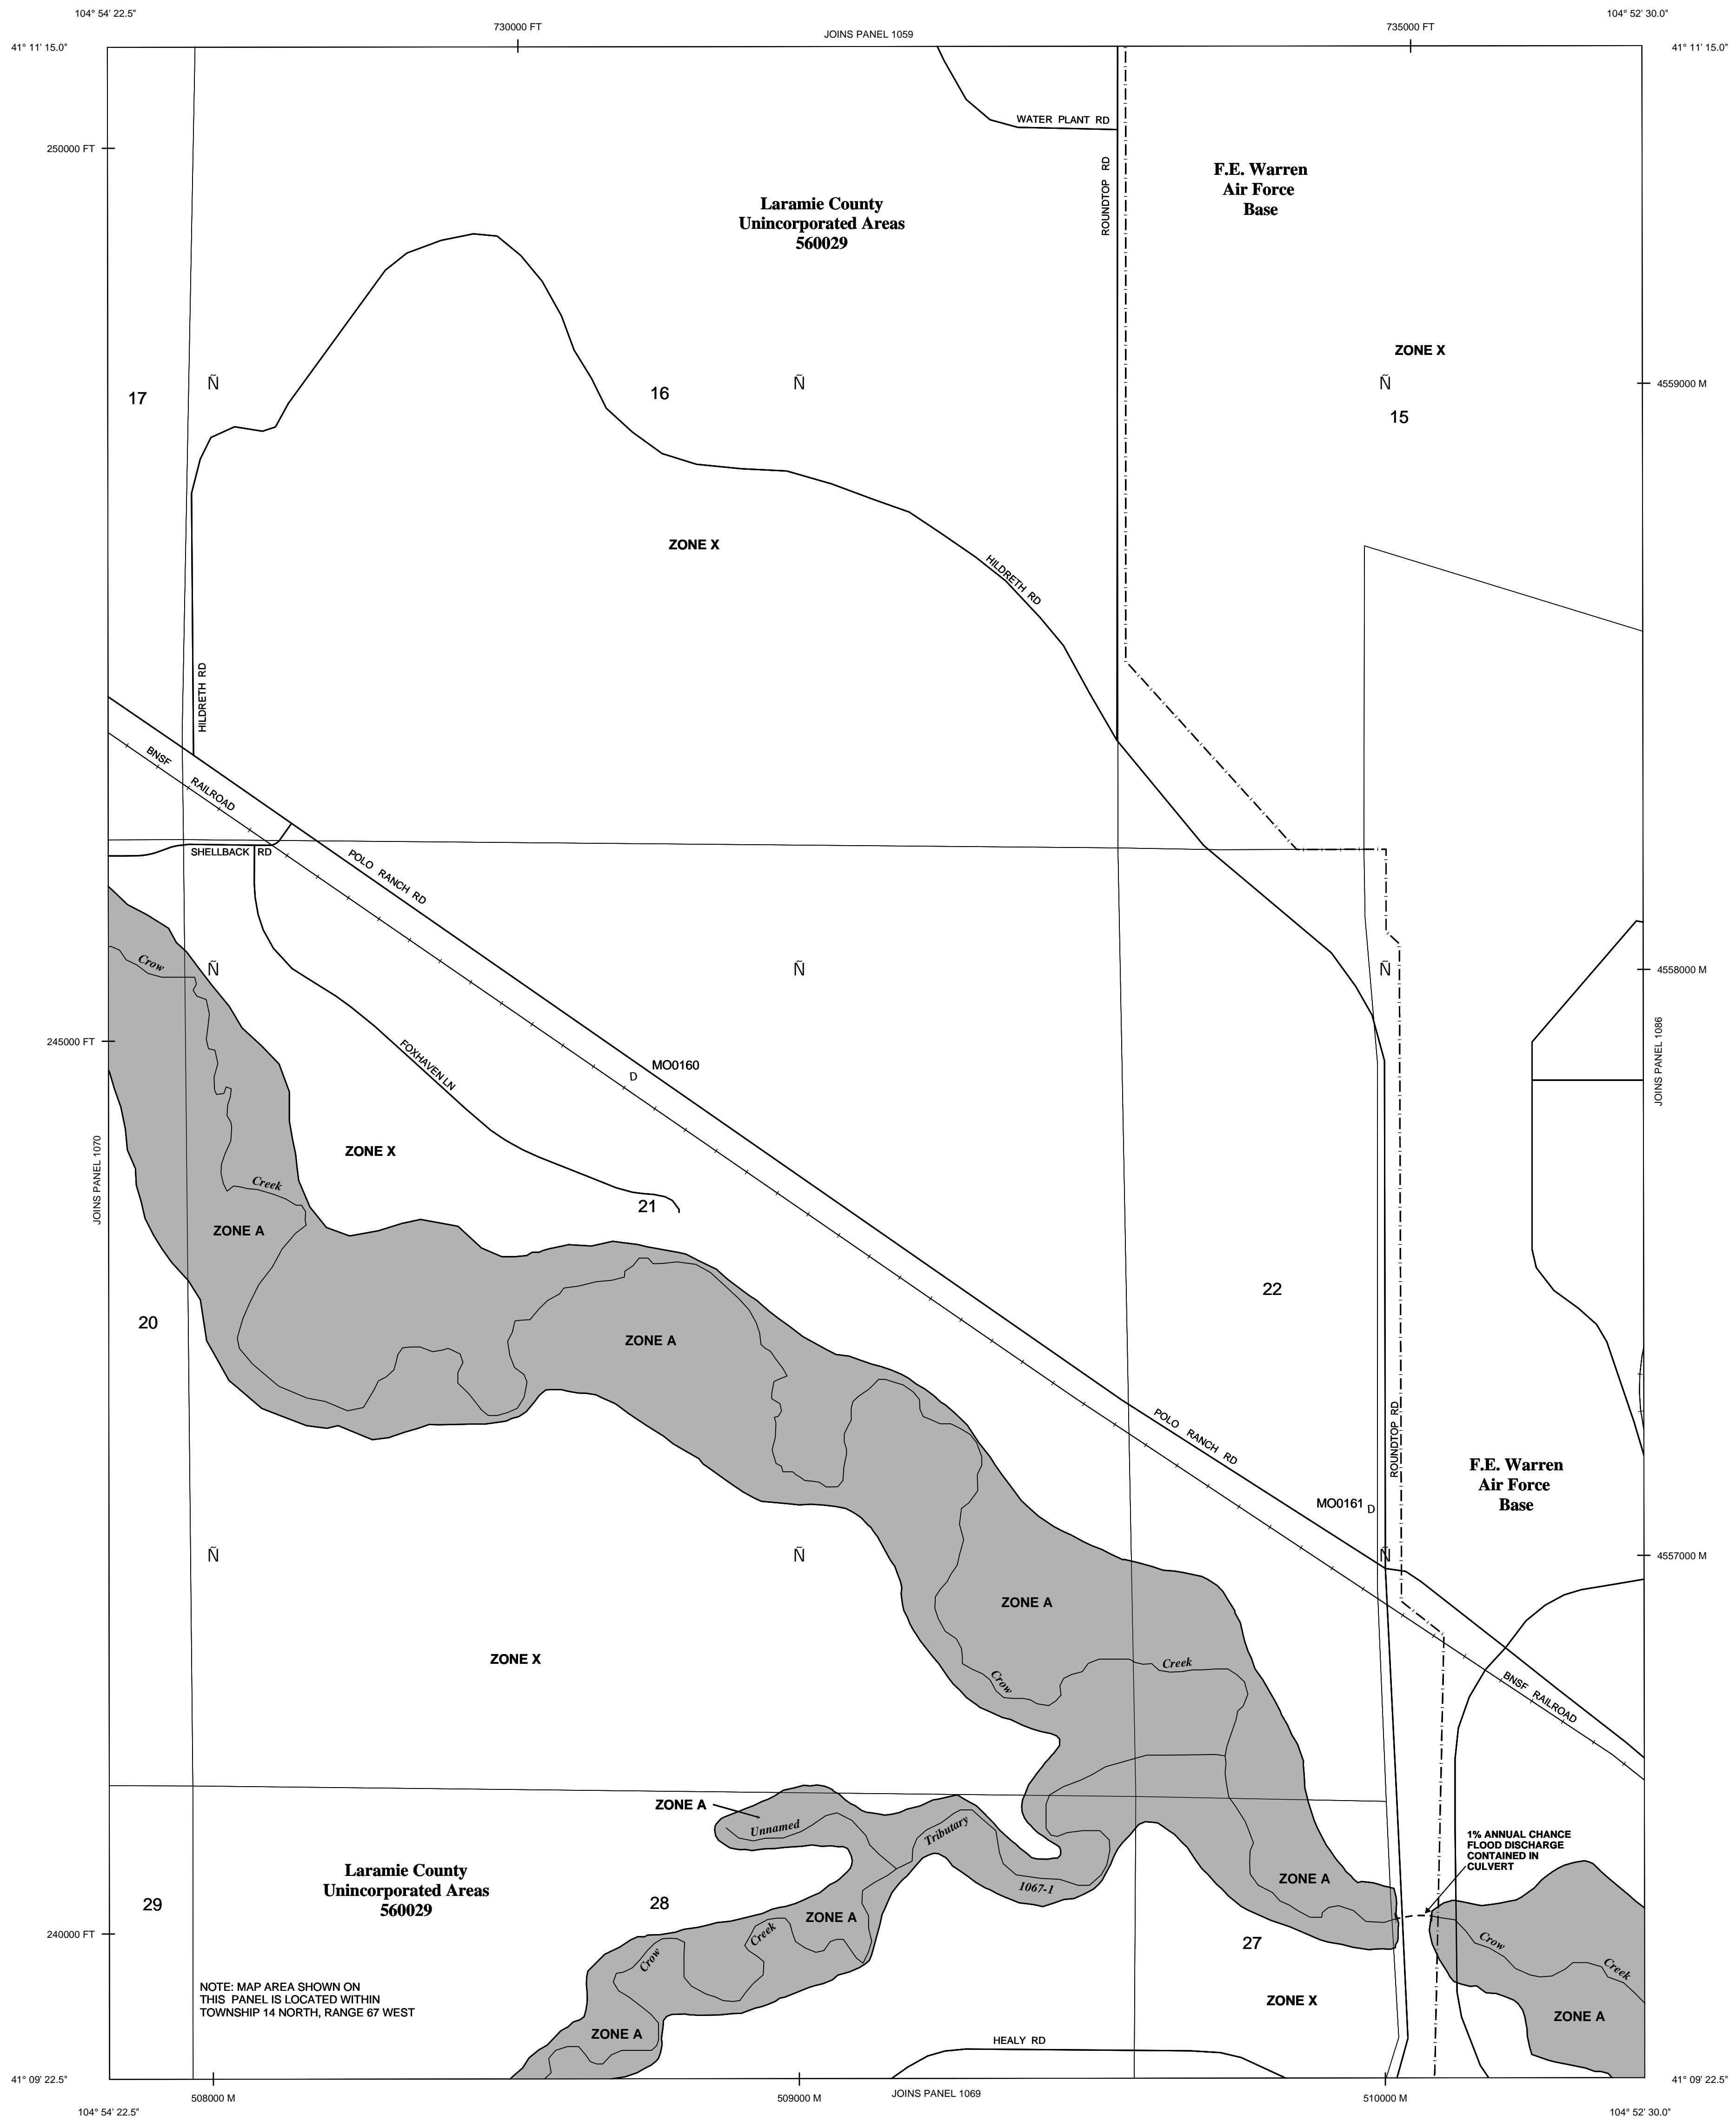 104° 54' 22.5"
730000 FT
735000 FT
104° 52' 30.0"
41° 11' 15.0"
JOINS PANEL 1059
41° 11' 15.0"
WATER PLANT RD
250000 FT
ROUNDTOP RD
F.E. Warren
Air Force
Base
Laramie County
Unincorporated Areas
560029
ZONE X
Ñ
Ñ
Ñ
4559000 M
17
16
15
ZONE X
HILDRETH RD
HILDRETH RD
BNSF RAILROAD
SHELLBACK RD
POLO RANCH RD
Crow
Ñ
Ñ
Ñ
4558000 M
245000 FT
FOXHAVEN LN
MO0160
D
JOINS PANEL 1086
JOINS PANEL 1070
ZONE X
Creek
21
ZONE A
22
20
ZONE A
POLO RANCH RD
ROUNDTOP RD
F.E. Warren
Air Force
Base
MO0161
D
Ñ
Ñ
Ñ
4557000 M
ZONE A
ZONE X
Creek
Crow
BNSF RAILROAD
ZONE A
Unnamed
Tributary
1067-1
1% ANNUAL CHANCE
FLOOD DISCHARGE
CONTAINED IN
CULVERT
Laramie County
Unincorporated Areas
560029
ZONE A
29
28
ZONE A
240000 FT
27
Crow
Creek
Crow
Creek
NOTE: MAP AREA SHOWN ON
THIS PANEL IS LOCATED WITHIN
TOWNSHIP 14 NORTH, RANGE 67 WEST
ZONE X
ZONE A
ZONE A
HEALY RD
41° 09' 22.5"
41° 09' 22.5"
508000 M
509000 M
JOINS PANEL 1069
510000 M
104° 54' 22.5"
104° 52' 30.0"